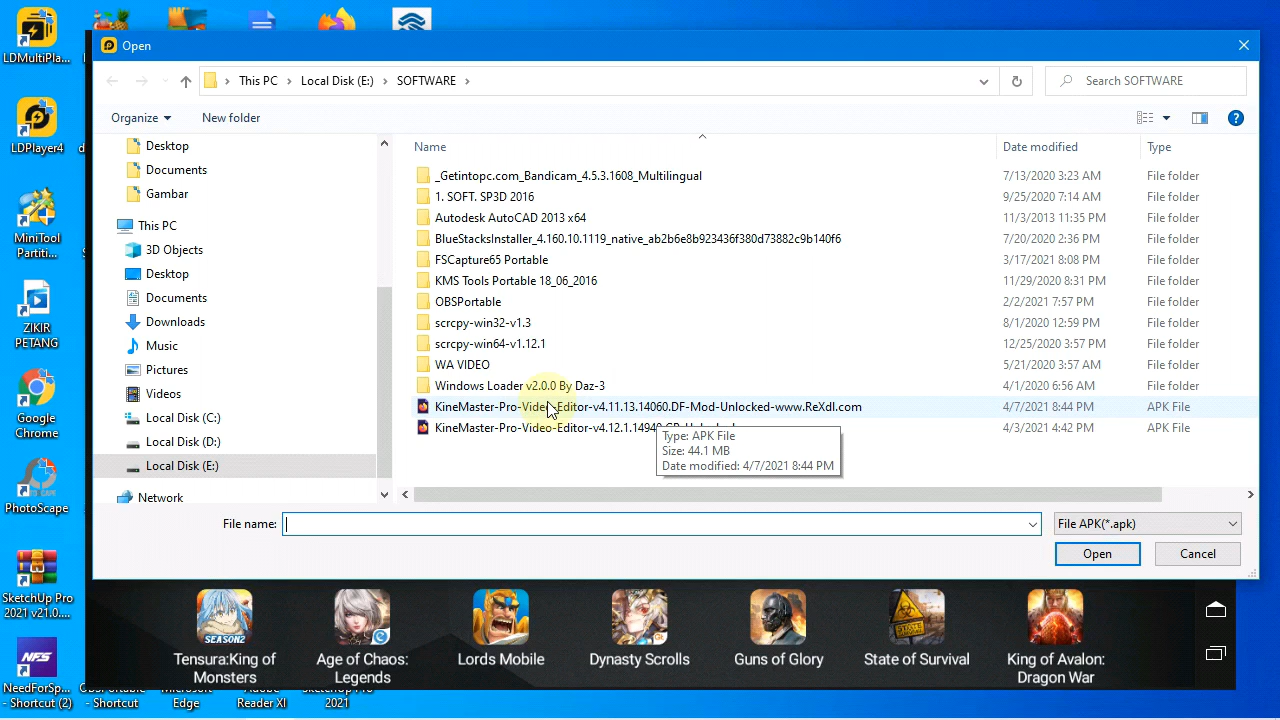 LDMultiPla...
LDPlayer4
MiniTool
Partiti...
ZIKIR
PETANG
Google
Chrome
PhotoScape
SketchUp Pro
2021 v21.0....
NeedForSp...
- Shortcut (2)
OBSPortable
- Shortcut
Microsoft
Edge
Adobe
Reader XI
SketchUp Pro
2021
Open
This PC
Local Disk (E:)
SOFTWARE
Search SOFTWARE
Organize
New folder
Desktop
Documents
Gambar
This PC
3D Objects
Desktop
Documents
Downloads
Music
Pictures
Videos
Local Disk (C:)
Local Disk (D:)
Local Disk (E:)
Network
Name Date modified Type
_Getintopc.com_Bandicam_4.5.3.1608_Multilingual 7/13/2020 3:23 AM File folder
1. SOFT. SP3D 2016 9/25/2020 7:14 AM File folder
Autodesk AutoCAD 2013 x64 11/3/2013 11:35 PM File folder
BlueStacksInstaller_4.160.10.1119_native_ab2b6e8b923436f380d73882c9b140f6 7/20/2020 2:36 PM File folder
FSCapture65 Portable 3/17/2021 8:08 PM File folder
KMS Tools Portable 18_06_2016 11/29/2020 8:31 PM File folder
OBSPortable 2/2/2021 7:57 PM File folder
scrcpy-win32-v1.3 8/1/2020 12:59 PM File folder
scrcpy-win64-v1.12.1 12/25/2020 3:57 PM File folder
WA VIDEO 5/21/2020 3:57 AM File folder
Windows Loader v2.0.0 By Daz-3 4/1/2020 6:56 AM File folder
KineMaster-Pro-Video-Editor-v4.11.13.14060.DF-Mod-Unlocked-www.ReXdl.com 4/7/2021 8:44 PM APK File
KineMaster-Pro-Video-Editor-v4.12.1.14940 4/3/2021 4:42 PM APK File
Type: APK File
Size: 44.1 MB
Date modified: 4/7/2021 8:44 PM
File name:
File APK(*.apk)
Open Cancel
SEASON2
NFS
Tensura:King of
Monsters
Age of Chaos:
Legends
Lords Mobile
Dynasty Scrolls
Guns of Glory
State of Survival
King of Avalon:
Dragon War